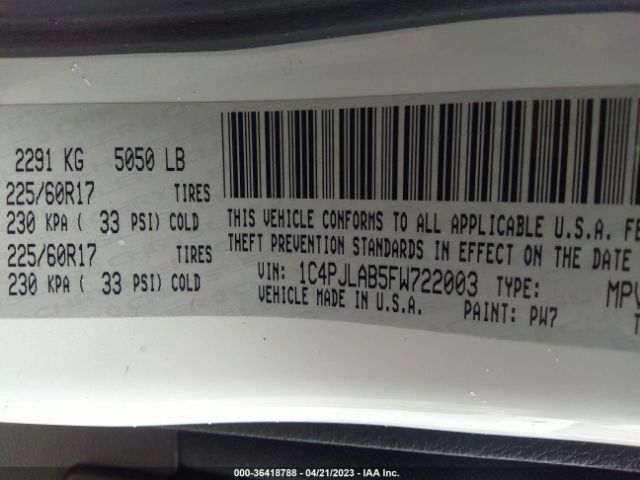 2291 KG 5050 LB
225/60R17 TIRES
230 KPA ( 33 PSI) COLD
225/60R17 TIRES
230 KPA ( 33 PSI) COLD
THIS VEHICLE CONFORMS TO ALL APPLICABLE U.S.A. FE
THEFT PREVENTION STANDARDS IN EFFECT ON THE DATE
VIN: 1C4PJLAB5FW722003 TYPE: MPV
VEHICLE MADE IN U.S.A. PAINT: PW7
000-36418788 - 04/21/2023 - IAA Inc.